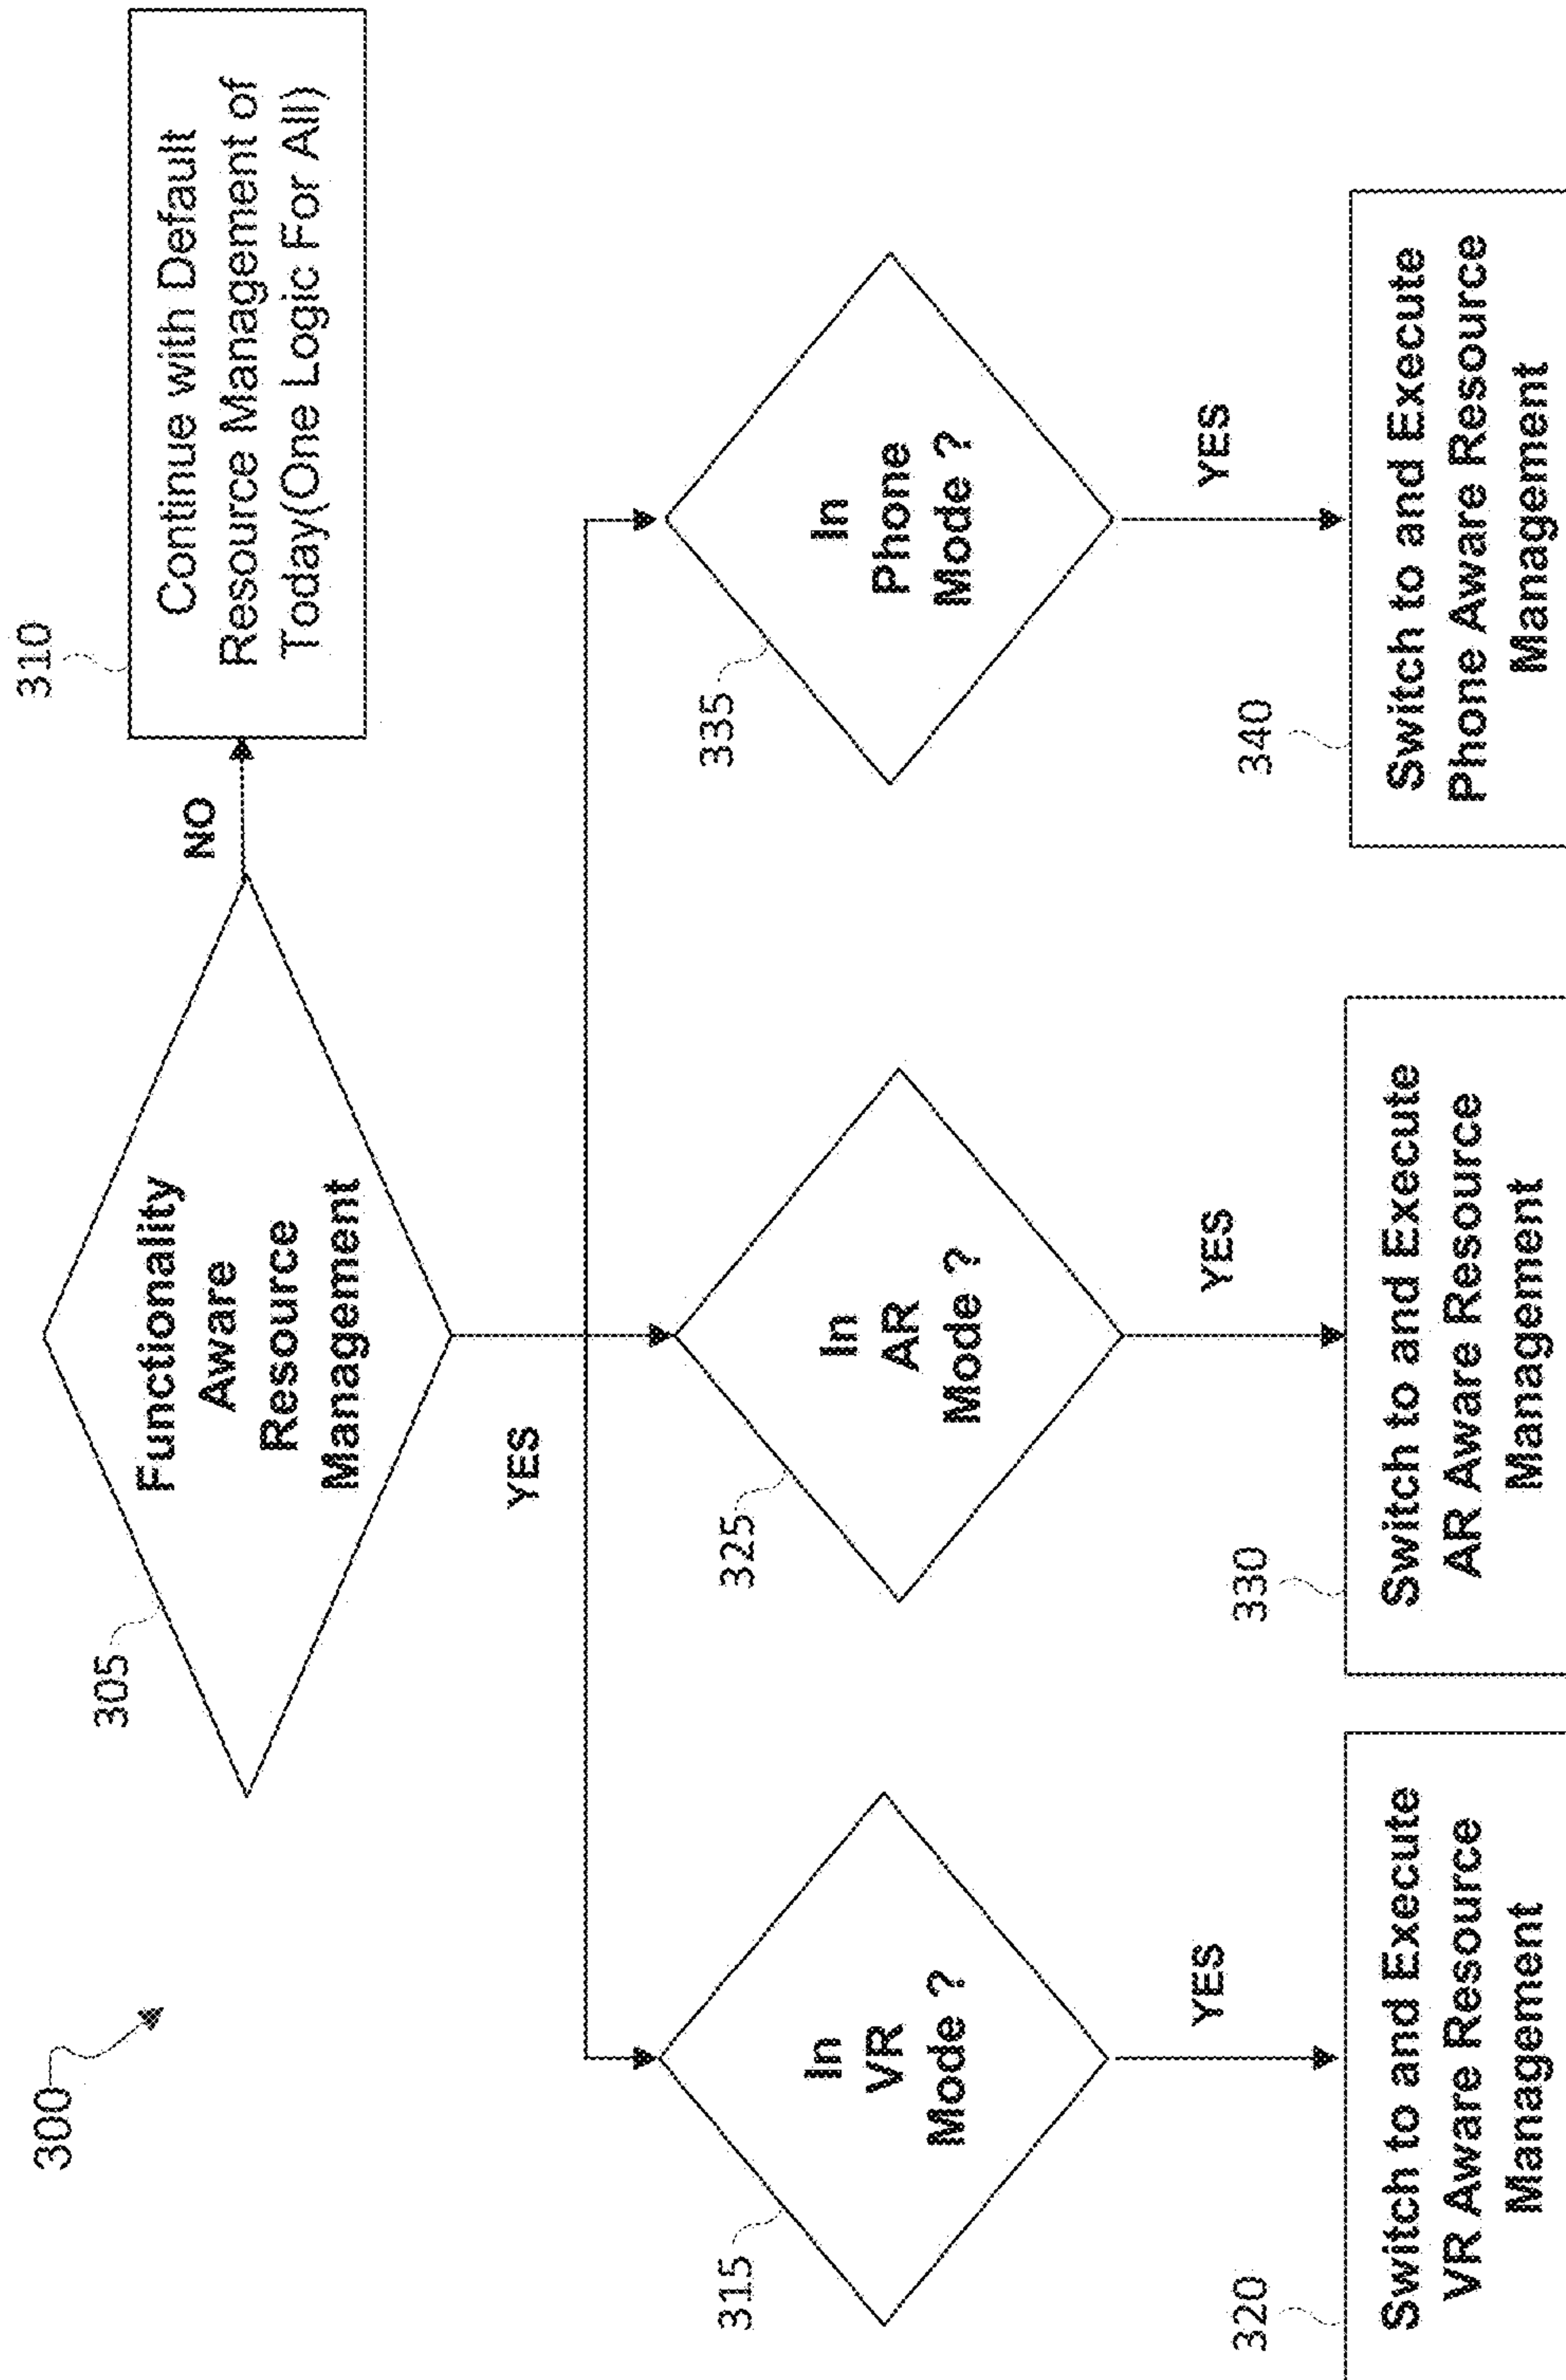 300
305
Functionality
Aware
Resource
Management
NO
310
Continue with Default
Resource Management of
Today(One Logic For All)
YES
315
In
VR
Mode ?
325
In
AR
Mode ?
335
In
Phone
Mode ?
YES
YES
YES
320
Switch to and Execute
VR Aware Resource
Management
330
Switch to and Execute
AR Aware Resource
Management
340
Switch to and Execute
Phone Aware Resource
Management